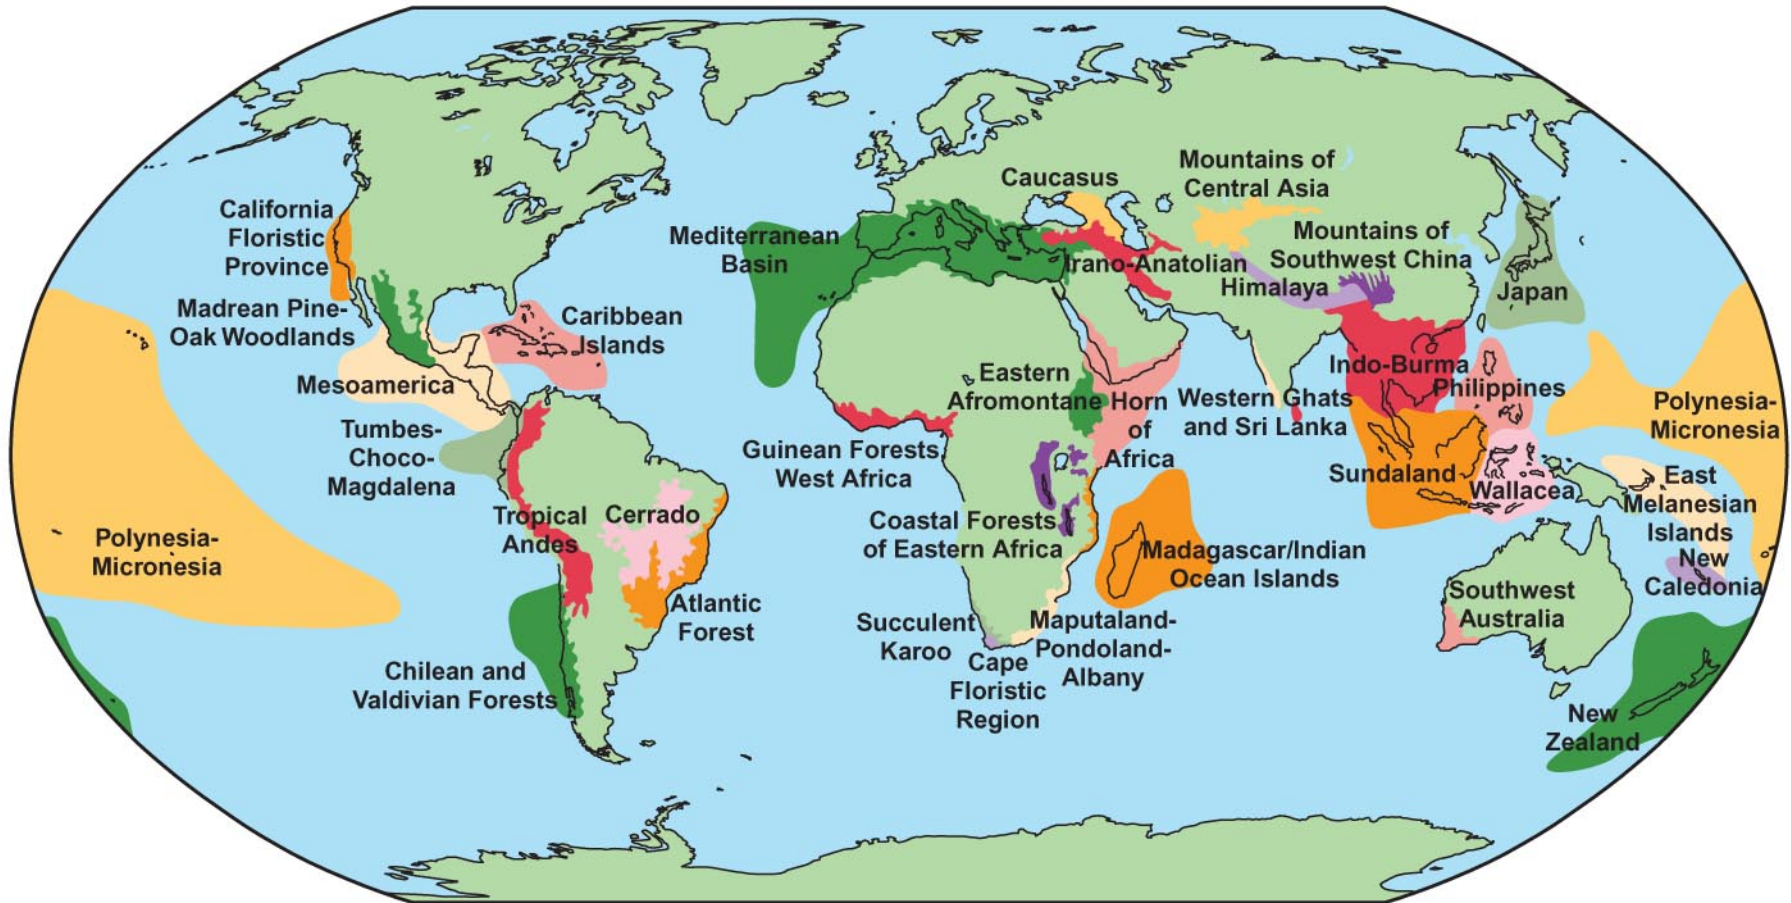 Mountains of
Central Asia
Caucasus
California
Floristic
Province
Mediterranean
Basin
Mountains of
Southwest China
Irano-Anatolian
Himalaya
Japan
Madrean Pine-
Oak Woodlands
Caribbean
Islands
Mesoamerica
Eastern
Afromontane
Horn
of
Africa
Western Ghats
and Sri Lanka
Indo-Burma
Philippines
Polynesia-
Micronesia
Tumbes-
Choco-
Magdalena
Guinean Forests,
West Africa
Sundaland
Wallacea
East
Melanesian
Islands
Tropical
Andes
Cerrado
Coastal Forests
of Eastern Africa
Madagascar/Indian
Ocean Islands
Polynesia-
Micronesia
New
Caledonia
Atlantic
Forest
Southwest
Australia
Succulent
Karoo
Cape
Floristic
Region
Maputaland-
Pondoland-
Albany
Chilean and
Valdivian Forests
New
Zealand